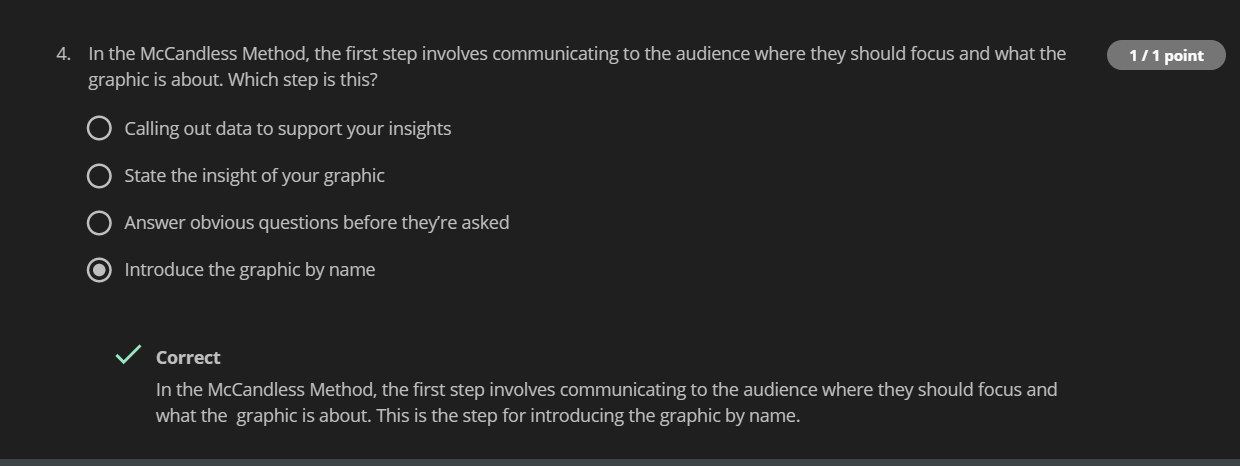 4. In the McCandless Method, the first step involves communicating to the audience where they should focus and what the
1 / 1 point
graphic is about. Which step is this?
Calling out data to support your insights
State the insight of your graphic
Answer obvious questions before they’re asked
Introduce the graphic by name
Correct
In the McCandless Method, the first step involves communicating to the audience where they should focus and
what the  graphic is about. This is the step for introducing the graphic by name.